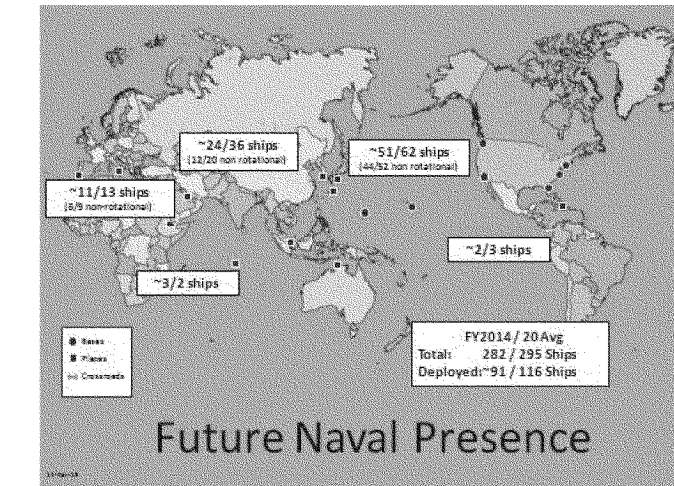 ~24/36 ships
(12/20 non rotational)
~51/62 ships
(44/52 non rotational)
~11/13 ships
(6/9 non-rotational)
~2/3 ships
~3/2 ships
FY2014 / 20 Avg
Total: 282 / 295 Ships
Deployed:~91 / 116 Ships
Bases
Places
Crossroads
Future Naval Presence